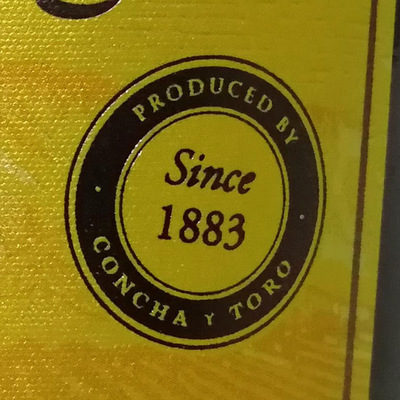 PRODUCED BY
Since
1883
CONCHA Y TORO